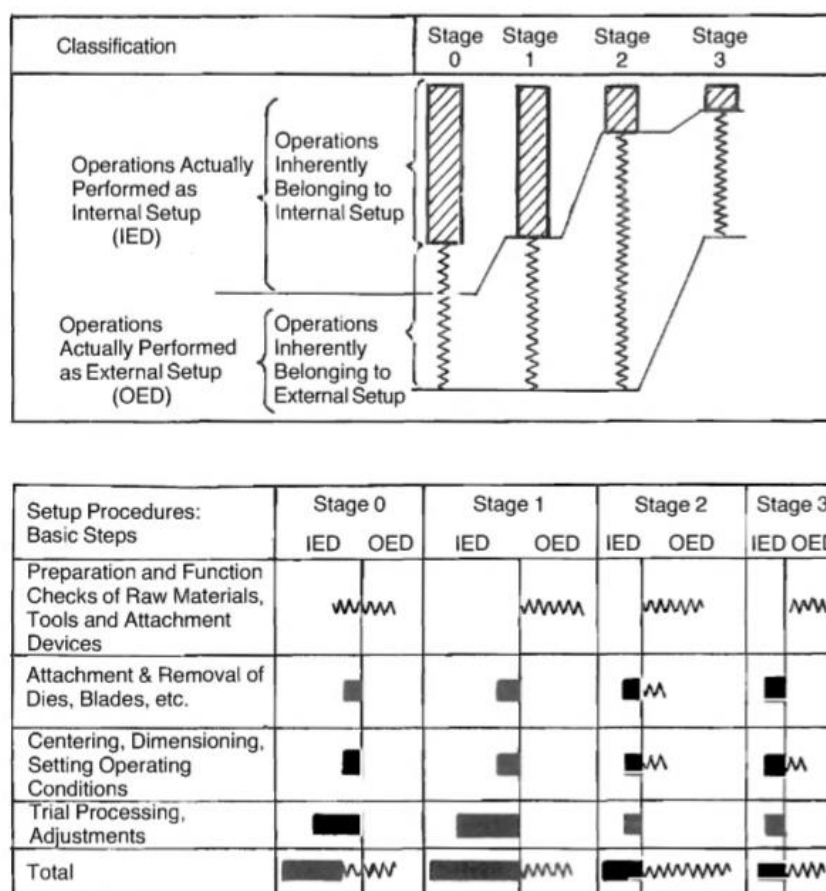 Classification
Stage 0
Stage 1
Stage 2
Stage 3
Operations Actually
Performed as
Internal Setup
(IED)
Operations
Inherently
Belonging to
Internal Setup
Operations
Actually Performed
as External Setup
(OED)
Operations
Inherently
Belonging to
External Setup
Setup Procedures:
Basic Steps
Stage 0
Stage 1
Stage 2
Stage 3
IED OED
IED OED
IED OED
IED OED
Preparation and Function
Checks of Raw Materials,
Tools and Attachment
Devices
Attachment & Removal of
Dies, Blades, etc.
Centering, Dimensioning,
Setting Operating
Conditions
Trial Processing,
Adjustments
Total